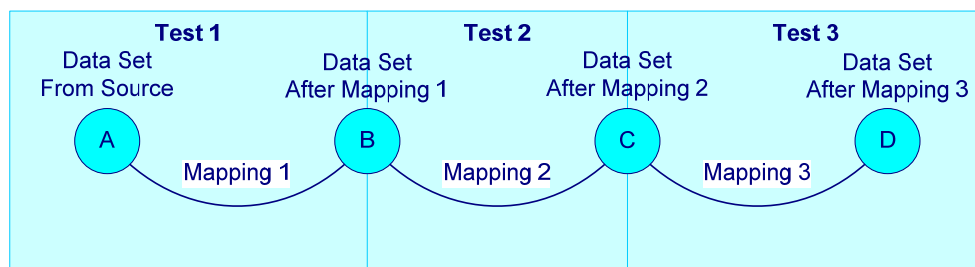 Test 1
Test 2
Test 3
Data Set
From Source
Data Set
After Mapping 1
Data Set
After Mapping 2
Data Set
After Mapping 3
A
B
C
D
Mapping 1
Mapping 2
Mapping 3